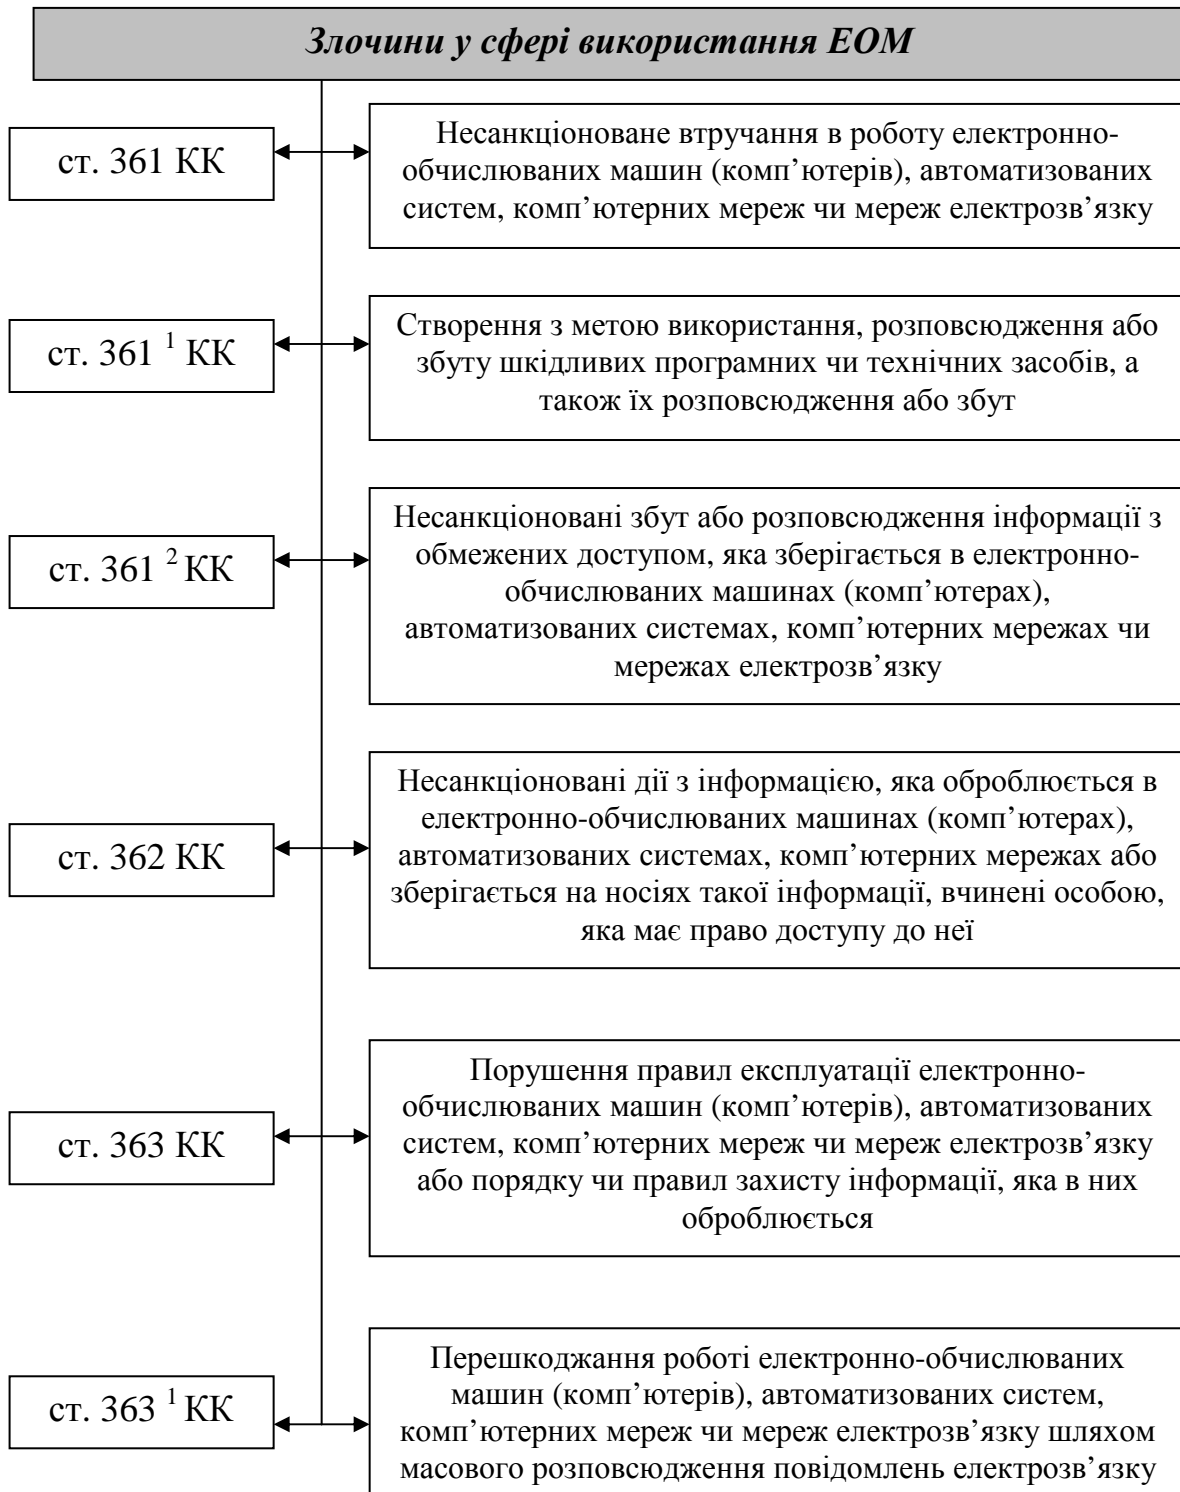 Злочини у сфері використання ЕОМ
ст. 361 КК
Несанкціоноване втручання в роботу електронно-
обчислюваних машин (комп’ютерів), автоматизованих
систем, комп’ютерних мереж чи мереж електрозв’язку
ст. 361 ¹ КК
Створення з метою використання, розповсюдження або
збуту шкідливих програмних чи технічних засобів, а
також їх розповсюдження або збут
ст. 361 ² КК
Несанкціоновані збут або розповсюдження інформації з
обмежених доступом, яка зберігається в електронно-
обчислюваних машинах (комп’ютерах),
автоматизованих системах, комп’ютерних мережах чи
мережах електрозв’язку
ст. 362 КК
Несанкціоновані дії з інформацією, яка оброблюється в
електронно-обчислюваних машинах (комп’ютерах),
автоматизованих системах, комп’ютерних мережах або
зберігається на носіях такої інформації, вчинені особою,
яка має право доступу до неї
ст. 363 КК
Порушення правил експлуатації електронно-
обчислюваних машин (комп’ютерів), автоматизованих
систем, комп’ютерних мереж чи мереж електрозв’язку
або порядку чи правил захисту інформації, яка в них
оброблюється
ст. 363 ¹ КК
Перешкоджання роботі електронно-обчислюваних
машин (комп’ютерів), автоматизованих систем,
комп’ютерних мереж чи мереж електрозв’язку шляхом
масового розповсюдження повідомлень електрозв’язку